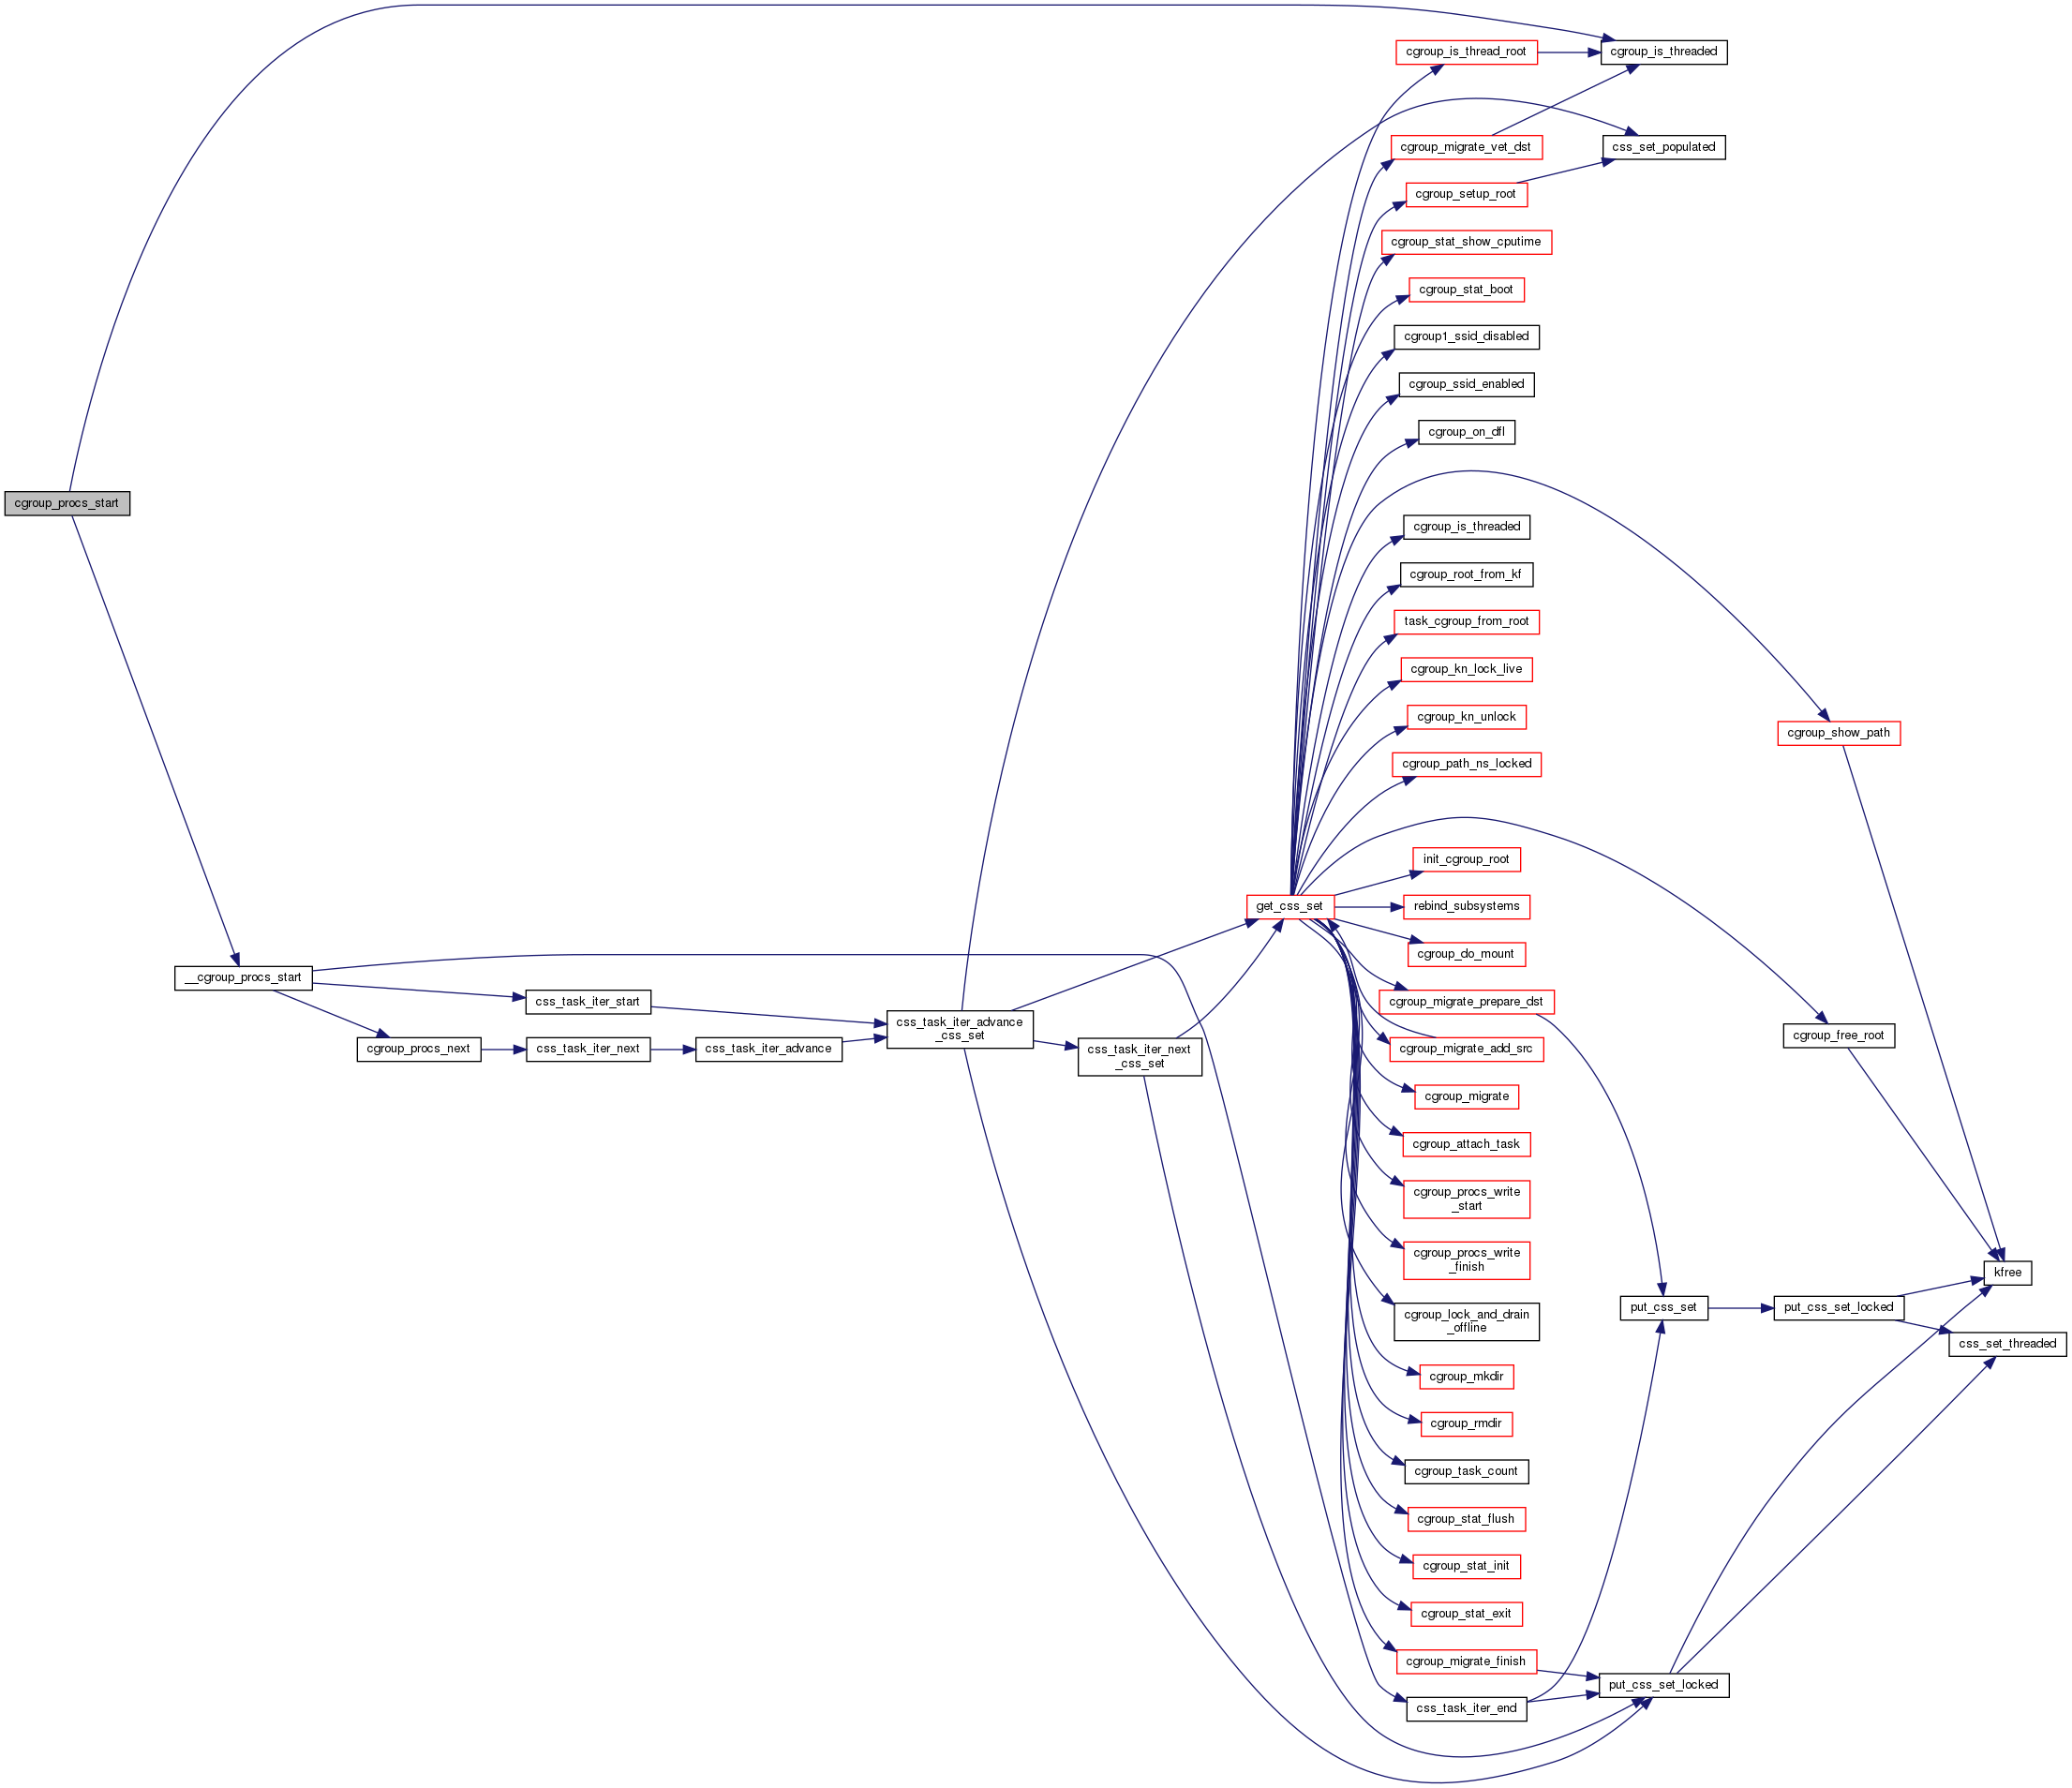 cgroup_is_thread_root
cgroup_is_threaded
cgroup_migrate_vet_dst
css_set_populated
cgroup_setup_root
cgroup_stat_show_cputime
cgroup_stat_boot
cgroup1_ssid_disabled
cgroup_ssid_enabled
cgroup_on_dfl
cgroup_procs_start
cgroup_is_threaded
cgroup_root_from_kf
task_cgroup_from_root
cgroup_kn_lock_live
cgroup_kn_unlock
cgroup_show_path
cgroup_path_ns_locked
init_cgroup_root
get_css_set
rebind_subsystems
cgroup_do_mount
__cgroup_procs_start
css_task_iter_start
cgroup_migrate_prepare_dst
css_task_iter_advance
_css_set
cgroup_free_root
cgroup_procs_next
css_task_iter_next
css_task_iter_advance
css_task_iter_next
_css_set
cgroup_migrate_add_src
cgroup_migrate
cgroup_attach_task
cgroup_procs_write
_start
cgroup_procs_write
_finish
kfree
cgroup_lock_and_drain
_offline
put_css_set
put_css_set_locked
css_set_threaded
cgroup_mkdir
cgroup_rmdir
cgroup_task_count
cgroup_stat_flush
cgroup_stat_init
cgroup_stat_exit
cgroup_migrate_finish
put_css_set_locked
css_task_iter_end